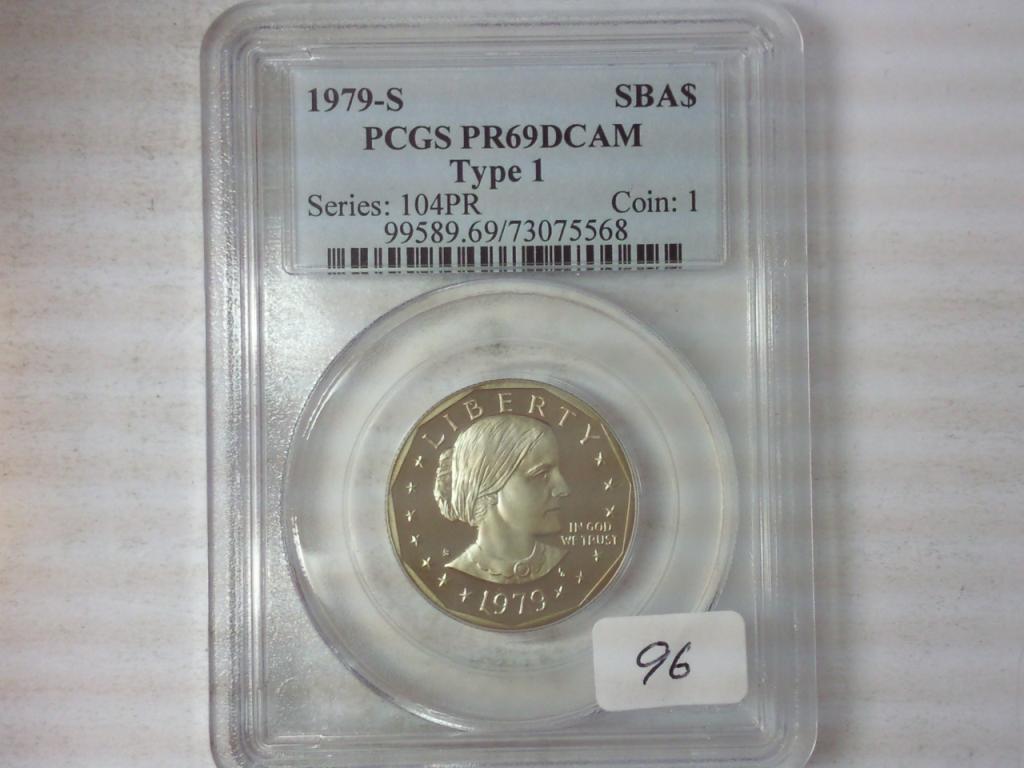 1979-S SBA$
PCGS PR69DCAM
Type 1
Series: 104PR Coin: 1
99589.69/73075568
LIBERTY
IN GOD
WE TRUST
S
1979
96